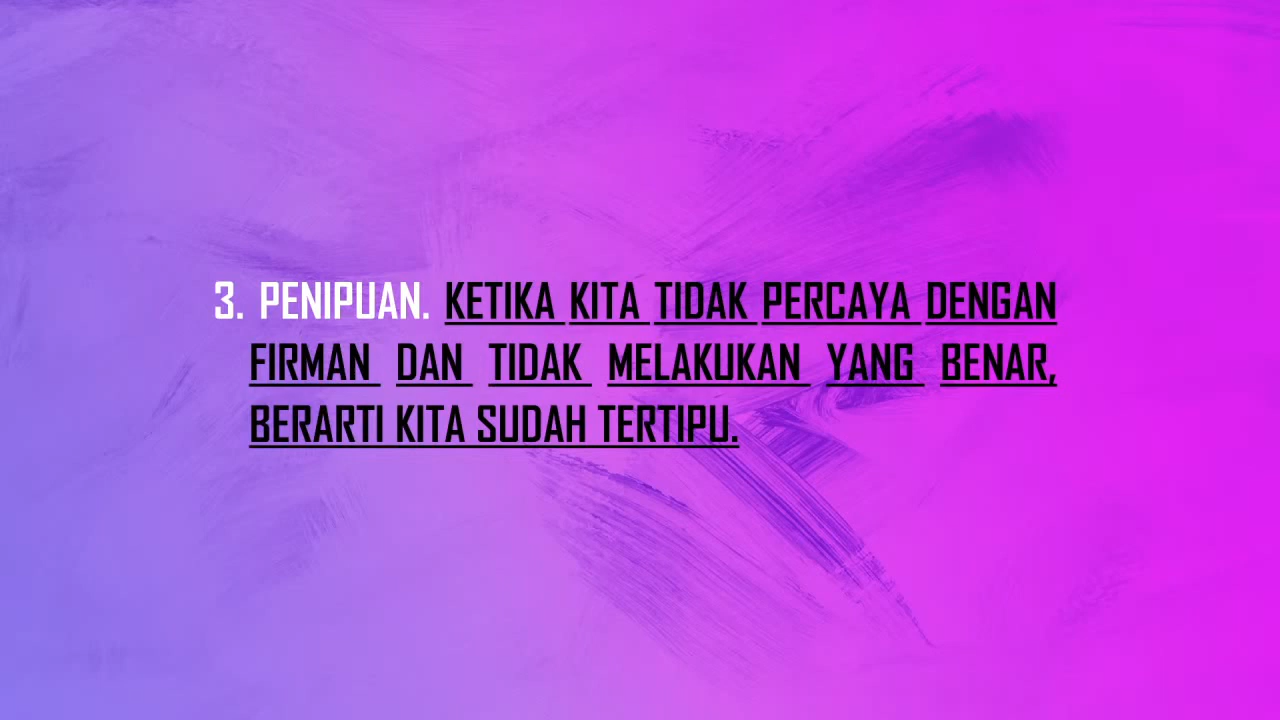 3. PENIPUAN. KETIKA KITA TIDAK PERCAYA DENGAN
FIRMAN DAN TIDAK MELAKUKAN YANG BENAR,
BERARTI KITA SUDAH TERTIPU.